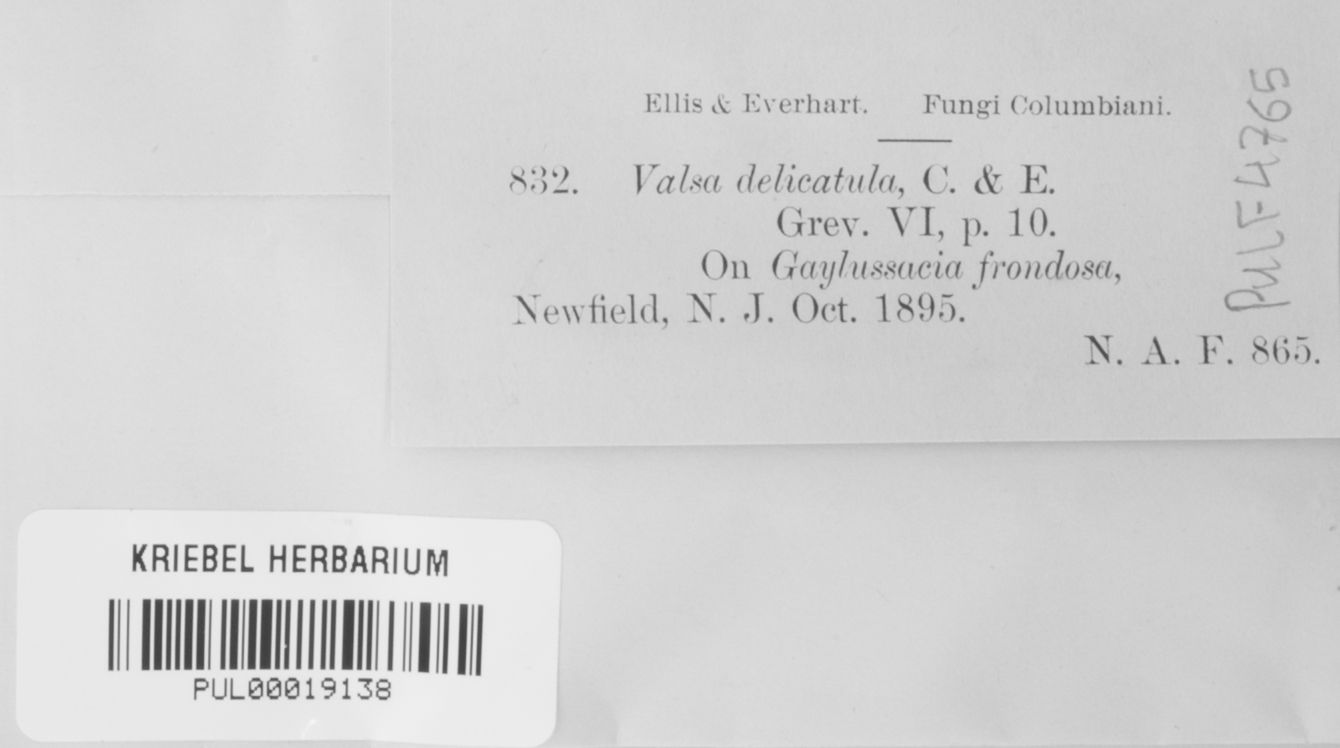 Ellis & Everhart. Fungi Columbiani.
832. Valsa delicatula, C. & E.
Grev. VI, p. 10.
On Gaylussacia frondosa,
Newfield, N. J. Oct. 1895.
N. A. F. 865.
PULF4765
KRIEBEL HERBARIUM
PUL00019138